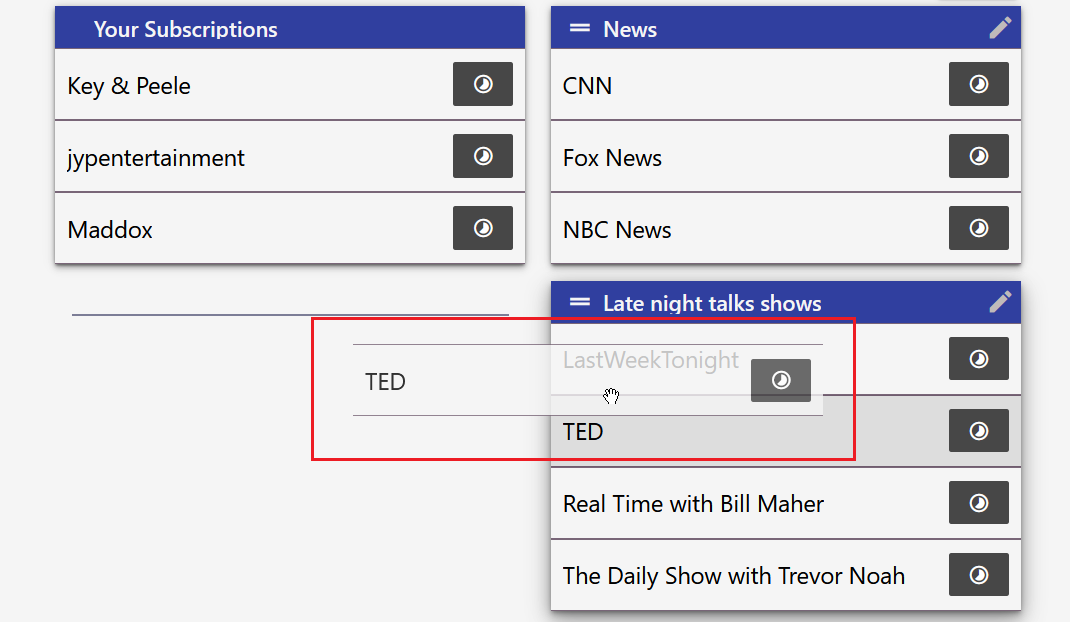 Your Subscriptions
Key & Peele
jypentertainment
Maddox
News
CNN
Fox News
NBC News
Late night talks shows
LastWeekTonight
TED
TED
Real Time with Bill Maher
The Daily Show with Trevor Noah